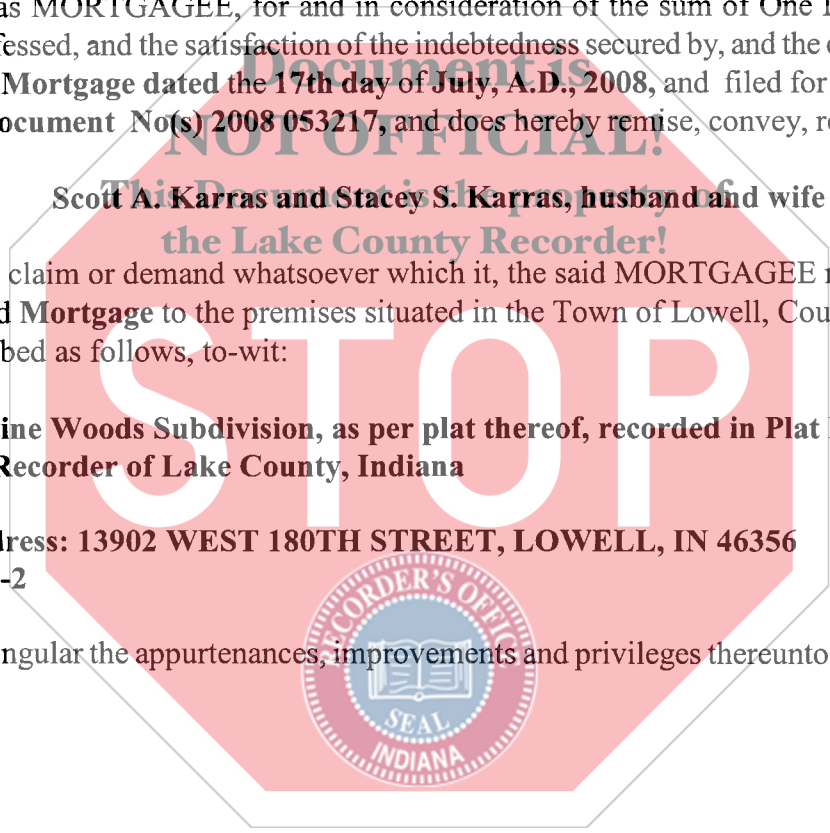 as MORTGAGEE, for and in consideration of the sum of One
fessed, and the satisfaction of the indebtedness secured by, and the
Document is
Mortgage dated the 17th day of July, A.D., 2008, and filed for
NOT OFFICIAL!
ocument No(s) 2008 053217, and does hereby remise, convey, re
This Document is the property of
Scott A. Karras and Stacey S. Karras, husband and wife
the Lake County Recorder!
claim or demand whatsoever which it, the said MORTGAGEE
d Mortgage to the premises situated in the Town of Lowell, Cou
bed as follows, to-wit:
STOP
ine Woods Subdivision, as per plat thereof, recorded in Plat
Recorder of Lake County, Indiana
dress: 13902 WEST 180TH STREET, LOWELL, IN 46356
-2
RECORDER'S OFFICE
ngular the appurtenances, improvements and privileges thereunto
SEAL
INDIANA